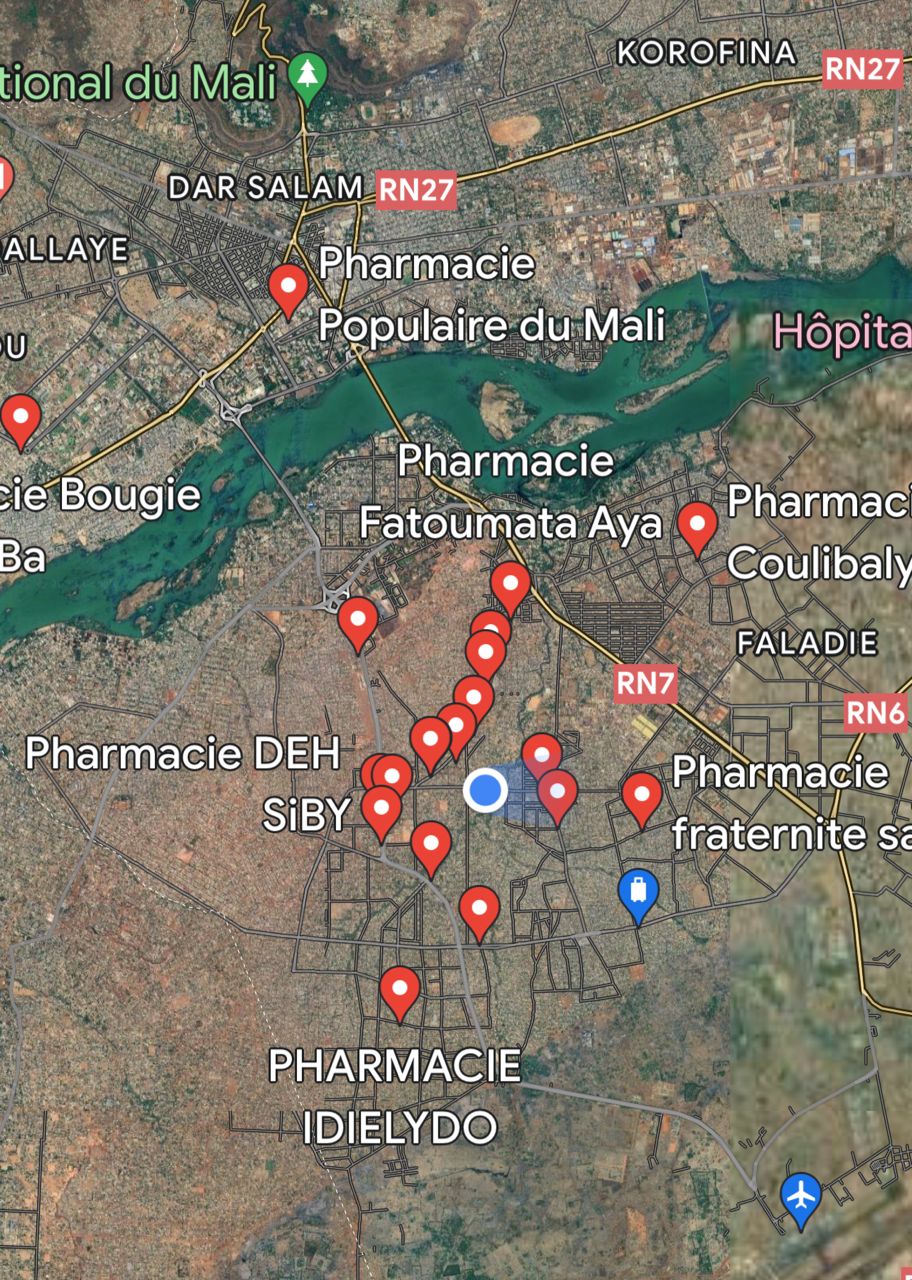 KOROFINA
RN27
tional du Mali
DAR SALAM
RN27
ALLAYE
Pharmacie
Populaire du Mali
OU
Hôpita
Pharmacie
Fatoumata Aya
cie Bougie
Ba
Pharmaci
Coulibaly
FALADIE
RN7
RN6
Pharmacie DEH
SiBY
Pharmacie
fraternite sa
PHARMACIE
IDIELYDO